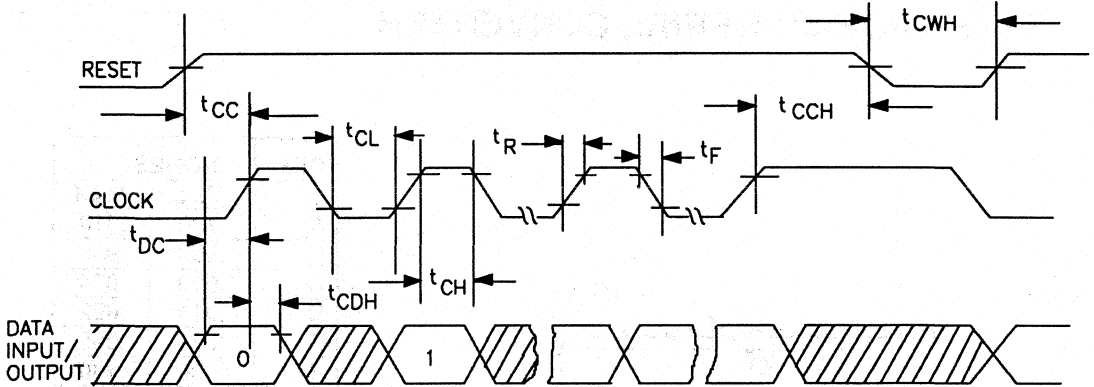 tCWH
RESET
tCC
tCCH
tCL
tR
tF
CLOCK
tDC
tCH
tCDH
DATA
INPUT/
OUTPUT
0
1